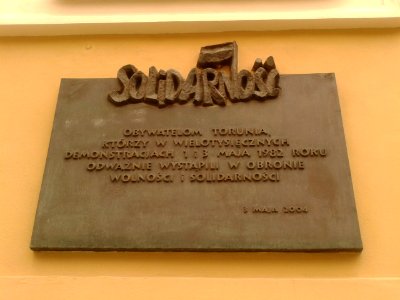 SOLIDARNOŚĆ
OBYWATELOM TORUNIA,
KTÓRZY W WIELOTYSIĘCZNYCH
DEMONSTRACJACH 1 I 3 MAJA 1982 ROKU
ODWAŻNIE WYSTĄPILI W OBRONIE
WOLNOŚCI I SOLIDARNOŚCI
3 MAJA 2004